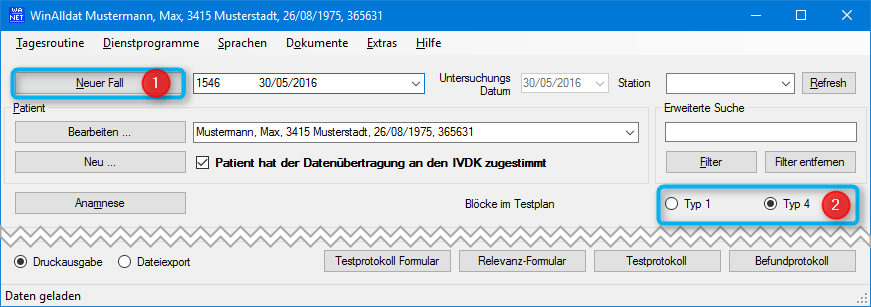 WA NET WinAlldat Mustermann, Max, 3415 Musterstadt, 26/08/1975, 365631
Tagesroutine Dienstprogramme Sprachen Dokumente Extras Hilfe
Neuer Fall 1 1546 30/05/2016 Untersuchungs Datum 30/05/2016 Station Refresh
Patient Erweiterte Suche
Bearbeiten ... Mustermann, Max, 3415 Musterstadt, 26/08/1975, 365631
Neu ... Patient hat der Datenübertragung an den IVDK zugestimmt Filter Filter entfernen
Anamnese Blöcke im Testplan Typ 1 Typ 4 2
Druckausgabe Dateiexport Testprotokoll Formular Relevanz-Formular Testprotokoll Befundprotokoll
Daten geladen